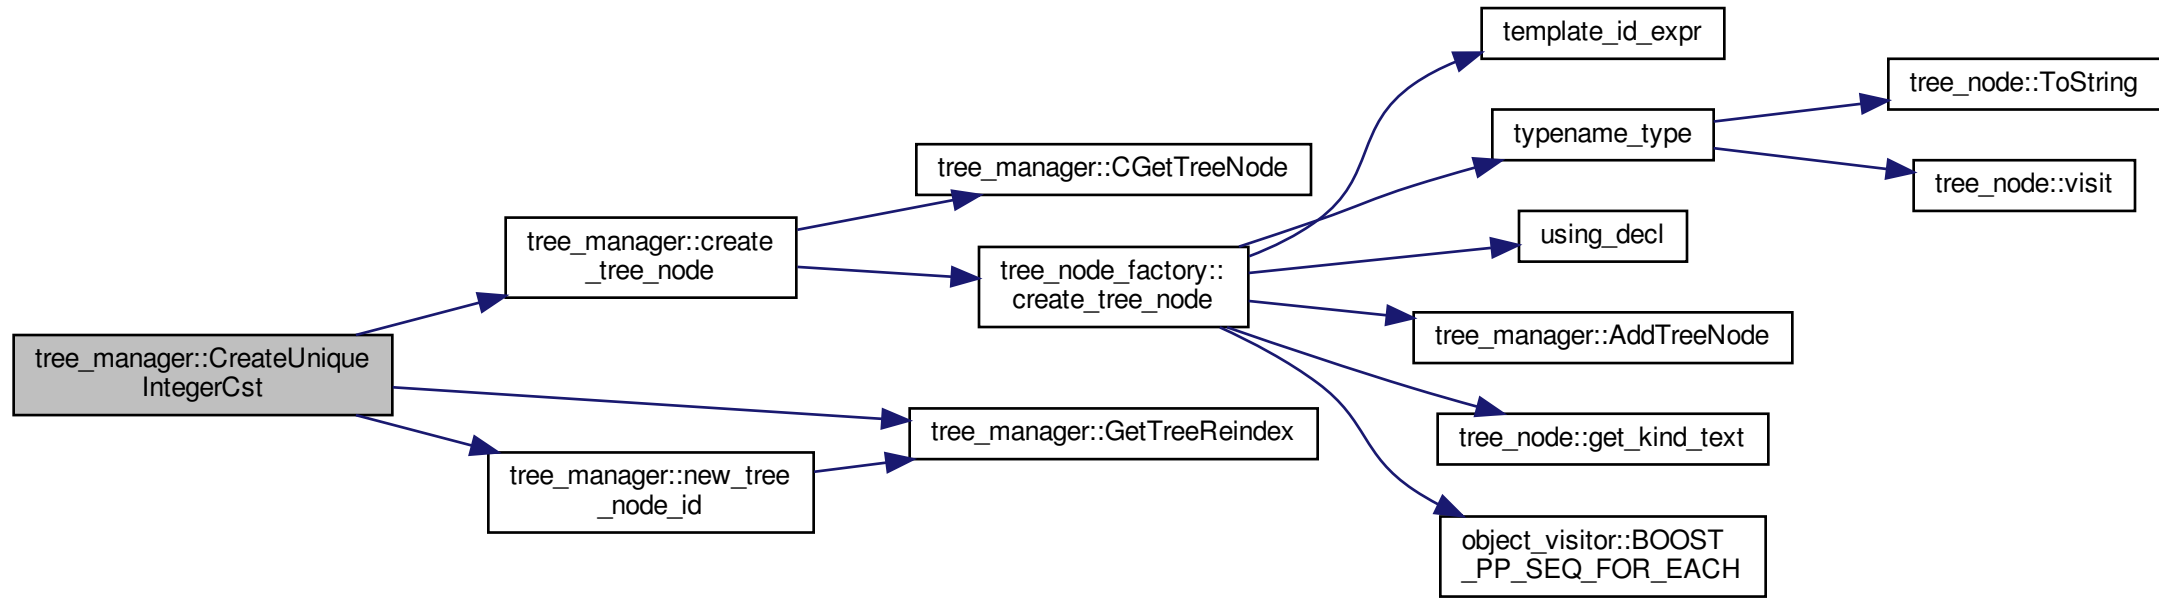 tree_manager::CreateUnique
IntegerCst
tree_manager::create
_tree_node
tree_manager::CGetTreeNode
tree_node_factory::
create_tree_node
template_id_expr
typename_type
tree_node::ToString
tree_node::visit
using_decl
tree_manager::AddTreeNode
tree_node::get_kind_text
object_visitor::BOOST
_PP_SEQ_FOR_EACH
tree_manager::GetTreeReindex
tree_manager::new_tree
_node_id